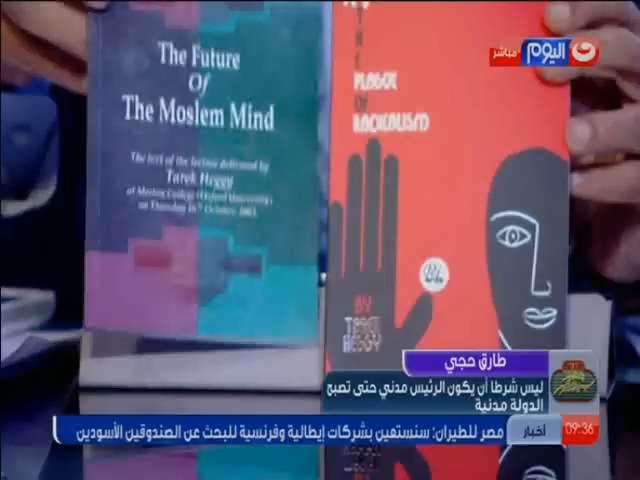 The Future
Of
The Moslem Mind
The text of the lecture delivered by
Tarek Heggy
at Merton College (Oxford University)
on Thursday 16th October, 2003
THE
PLAGUE
OF
RACIALISM
BY
TAREK
HEGGY
مباشر
اليوم
طارق حجي
ليس شرطا أن يكون الرئيس مدني حتى تصبح
الدولة مدنية
09:36
أخبار
مصر للطيران: سنستعين بشركات إيطالية وفرنسية للبحث عن الصندوقين الأسودين